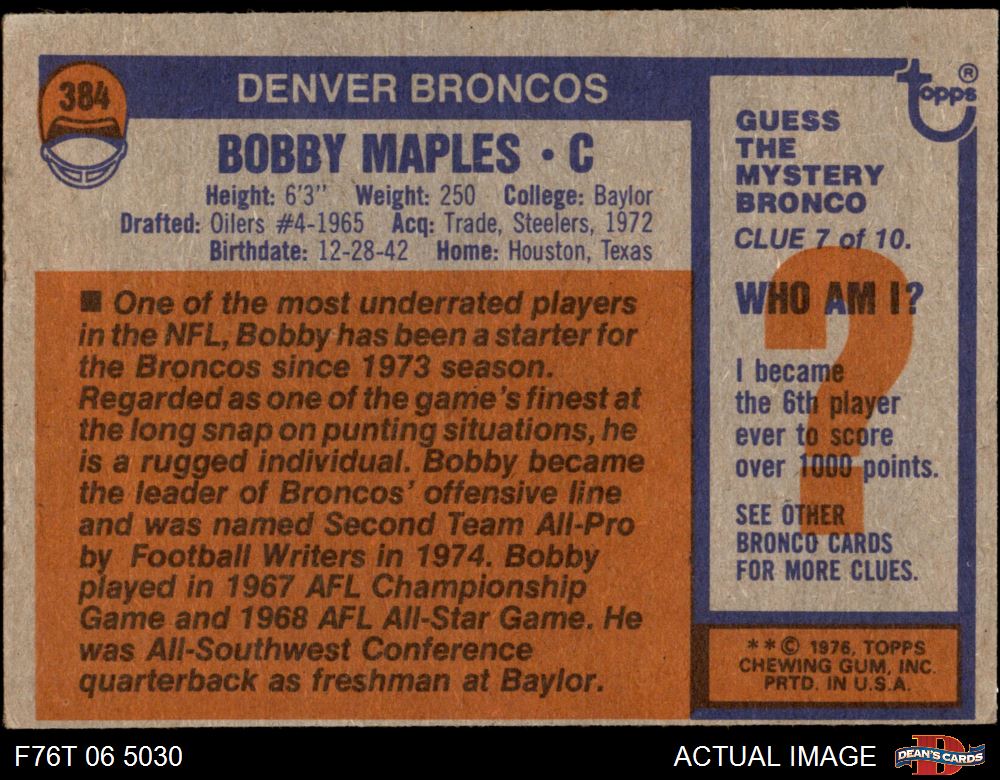 384
DENVER BRONCOS
BOBBY MAPLES · C
Height: 6'3" Weight: 250 College: Baylor
Drafted: Oilers #4-1965 Acq: Trade, Steelers, 1972
Birthdate: 12-28-42 Home: Houston, Texas
■ One of the most underrated players
in the NFL, Bobby has been a starter for
the Broncos since 1973 season.
Regarded as one of the game's finest at
the long snap on punting situations, he
is a rugged individual. Bobby became
the leader of Broncos' offensive line
and was named Second Team All-Pro
by Football Writers in 1974. Bobby
played in 1967 AFL Championship
Game and 1968 AFL All-Star Game. He
was All-Southwest Conference
quarterback as freshman at Baylor.
topps ®
GUESS
THE
MYSTERY
BRONCO
CLUE 7 of 10.
WHO AM I?
?
I became
the 6th player
ever to score
over 1000 points.
SEE OTHER
BRONCO CARDS
FOR MORE CLUES.
**© 1976, TOPPS
CHEWING GUM, INC.
PRTD. IN U.S.A.
F76T 06 5030
ACTUAL IMAGE
D
DEAN'S CARDS